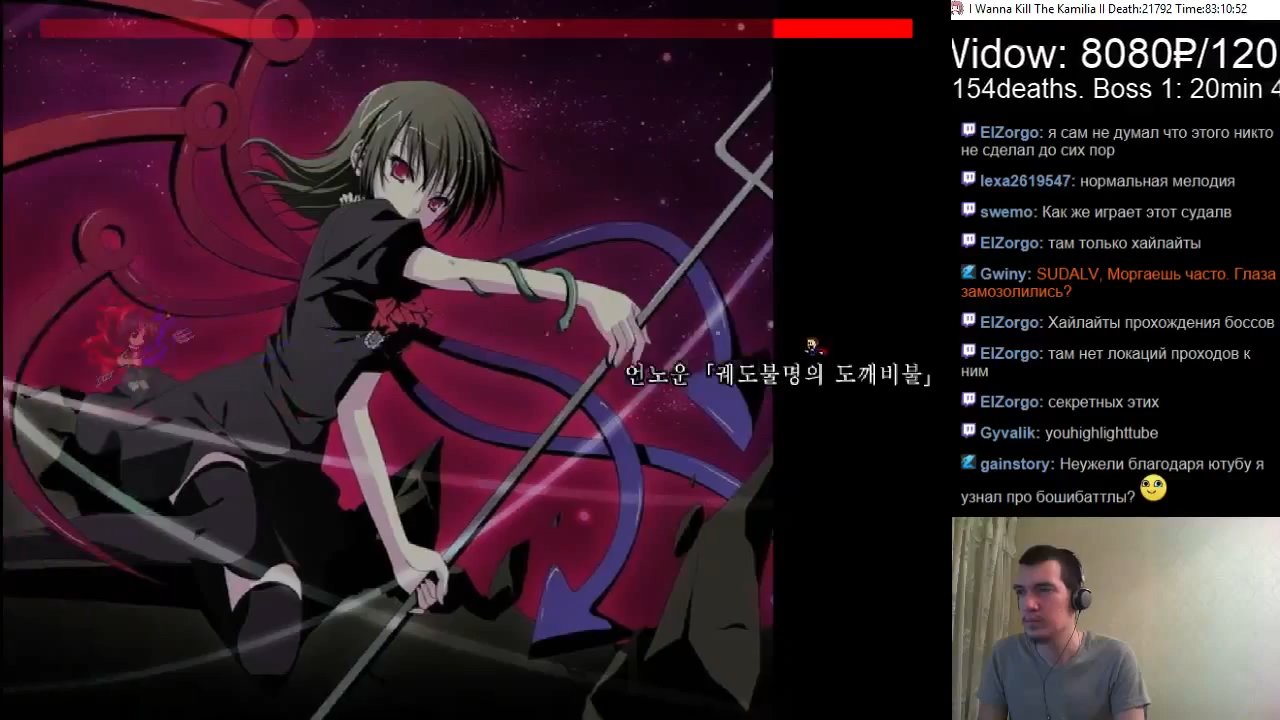 I Wanna Kill The Kamilia II Death:21792 Time:83:10:52
Widow: 8080₽/120
154deaths. Boss 1: 20min 4
ElZorgo: я сам не думал что этого никто
не сделал до сих пор
lexa2619547: нормальная мелодия
swemo: Как же играет этот судалв
ElZorgo: там только хайлайты
Gwiny: SUDALV, Моргаешь часто. Глаза
замозолились?
ElZorgo: Хайлайты прохождения боссов
ElZorgo: там нет локаций проходов к
ним
언노운「궤도불명의 도깨비불」
ElZorgo: секретных этих
Gyvalik: youhighlighttube
gainstory: Неужели благодаря ютубу я
узнал про бошибаттлы?